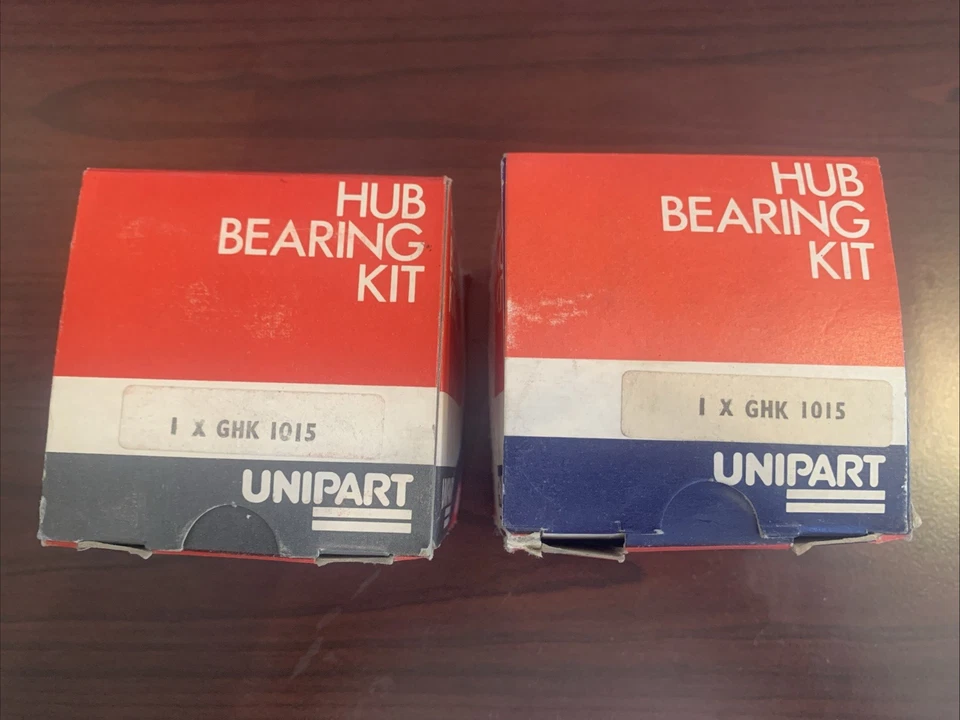 HUB
BEARING
KIT
1 X GHK 1015
UNIPART
HUB
BEARING
KIT
1 X GHK 1015
UNIPART